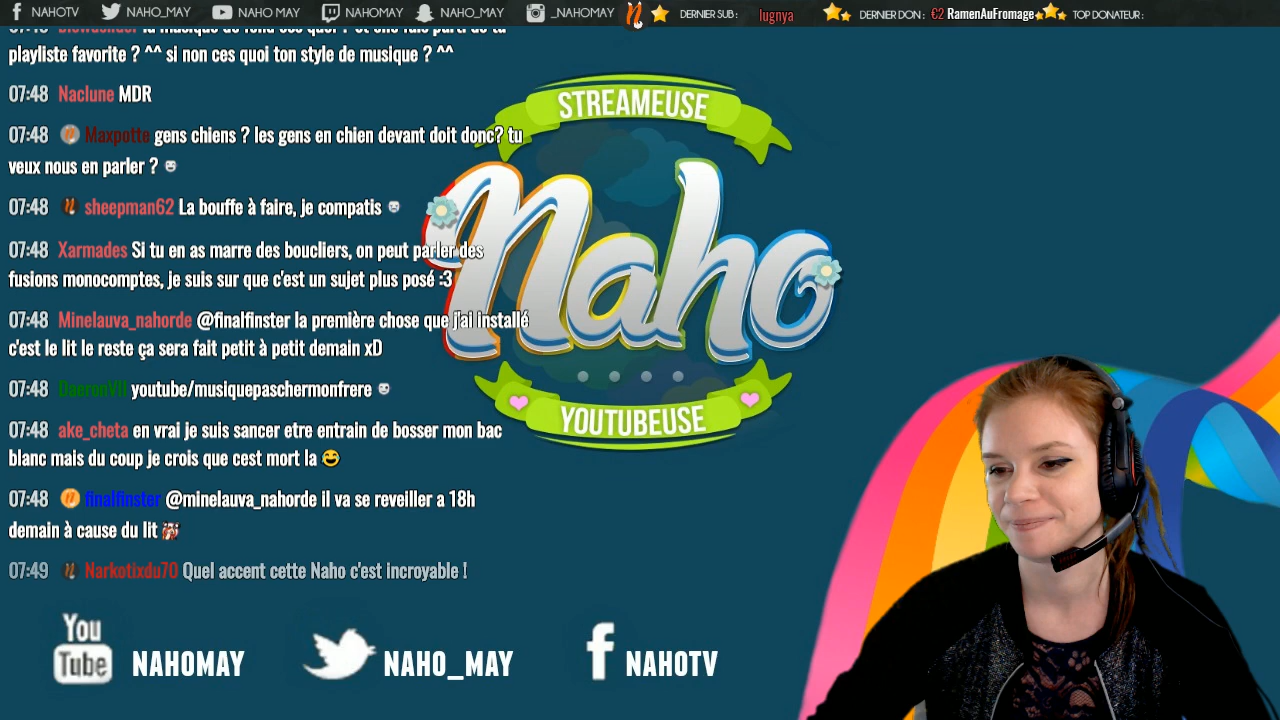 NAHOTV NAHO_MAY NAHO MAY NAHOMAY NAHO_MAY _NAHOMAY DERNIER SUB : lugnya DERNIER DON : €2 RamenAuFromage TOP DONATEUR :
playliste favorite ? ^^ si non ces quoi ton style de musique ? ^^
07:48 Naclune MDR
07:48 Maxpotte gens chiens ? les gens en chien devant doit donc? tu
veux nous en parler ?
07:48 sheepman62 La bouffe à faire, je compatis
07:48 Xarmades Si tu en as marre des boucliers, on peut parler des
fusions monocomptes, je suis sur que c'est un sujet plus posé :3
07:48 Minelauva_nahorde @finalfinster la première chose que j'ai installé
c'est le lit le reste ça sera fait petit à petit demain xD
07:48 DaeronVII youtube/musiquepaschermonfrere
07:48 ake_cheta en vrai je suis sancer etre entrain de bosser mon bac
blanc mais du coup je crois que cest mort la 😅
07:48 finalfinster @minelauva_nahorde il va se reveiller a 18h
demain à cause du lit
07:49 Narkotixdu70 Quel accent cette Naho c'est incroyable !
STREAMEUSE
Naho
YOUTUBEUSE
You
Tube NAHOMAY NAHO_MAY NAHOTV